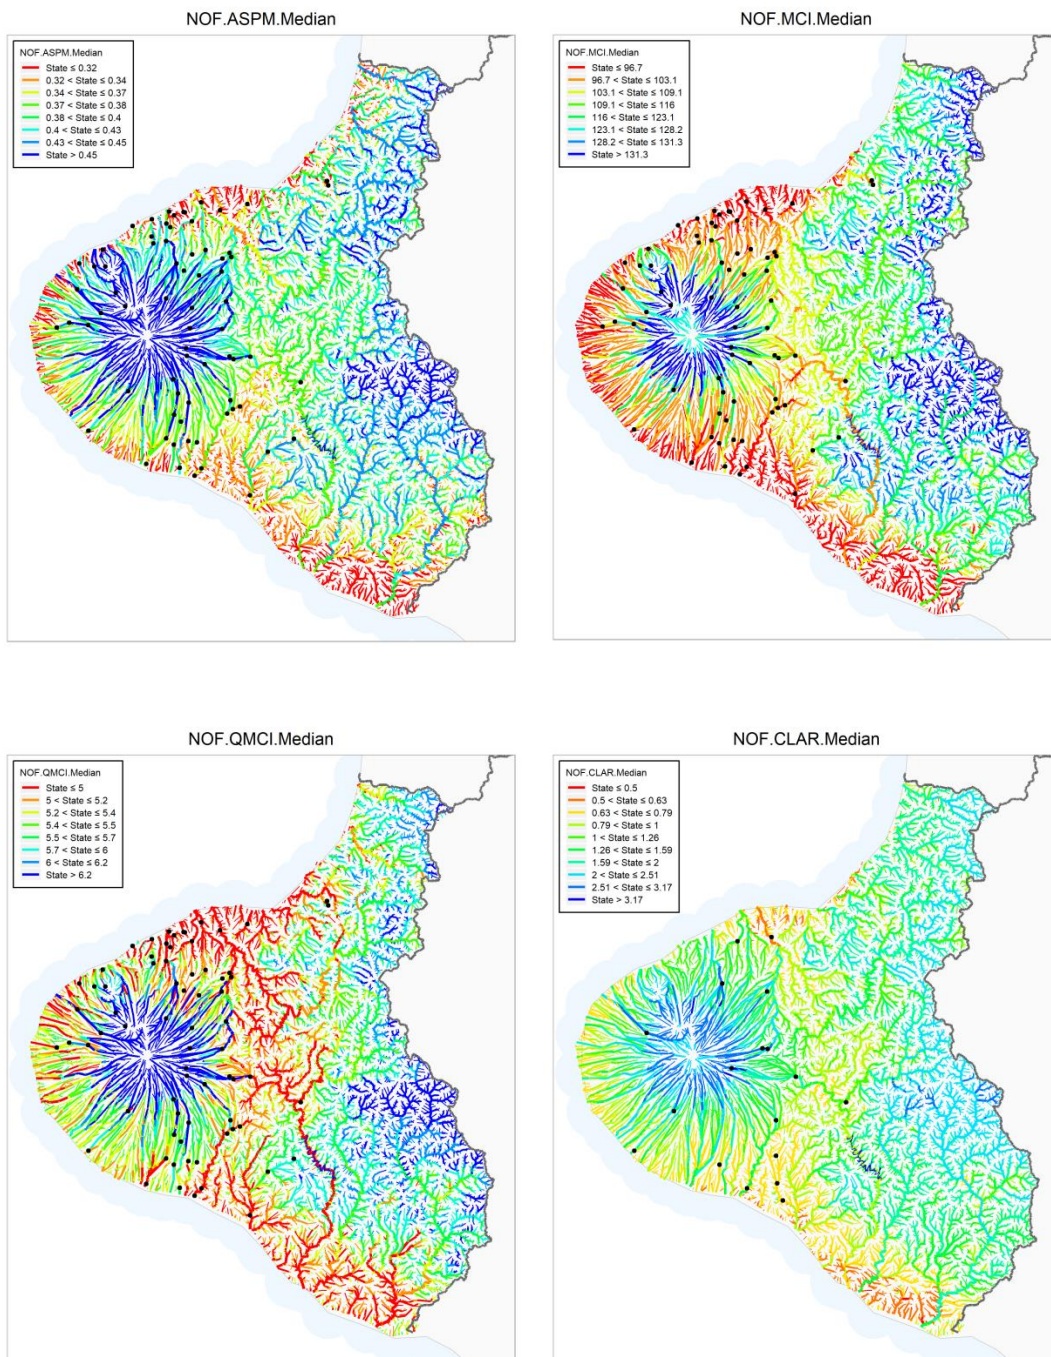 NOF.ASPM.Median
NOF.ASPM.Median
State ≤ 0.32
0.32 < State ≤ 0.34
0.34 < State ≤ 0.37
0.37 < State ≤ 0.38
0.38 < State ≤ 0.4
0.4 < State ≤ 0.43
0.43 < State ≤ 0.45
State > 0.45
NOF.MCI.Median
NOF.MCI.Median
State ≤ 96.7
96.7 < State ≤ 103.1
103.1 < State ≤ 109.1
109.1 < State ≤ 116
116 < State ≤ 123.1
123.1 < State ≤ 128.2
128.2 < State ≤ 131.3
State > 131.3
NOF.QMCI.Median
NOF.QMCI.Median
State ≤ 5
5 < State ≤ 5.2
5.2 < State ≤ 5.4
5.4 < State ≤ 5.5
5.5 < State ≤ 5.7
5.7 < State ≤ 6
6 < State ≤ 6.2
State > 6.2
NOF.CLAR.Median
NOF.CLAR.Median
State ≤ 0.5
0.5 < State ≤ 0.63
0.63 < State ≤ 0.79
0.79 < State ≤ 1
1 < State ≤ 1.26
1.26 < State ≤ 1.59
1.59 < State ≤ 2
2 < State ≤ 2.51
2.51 < State ≤ 3.17
State > 3.17